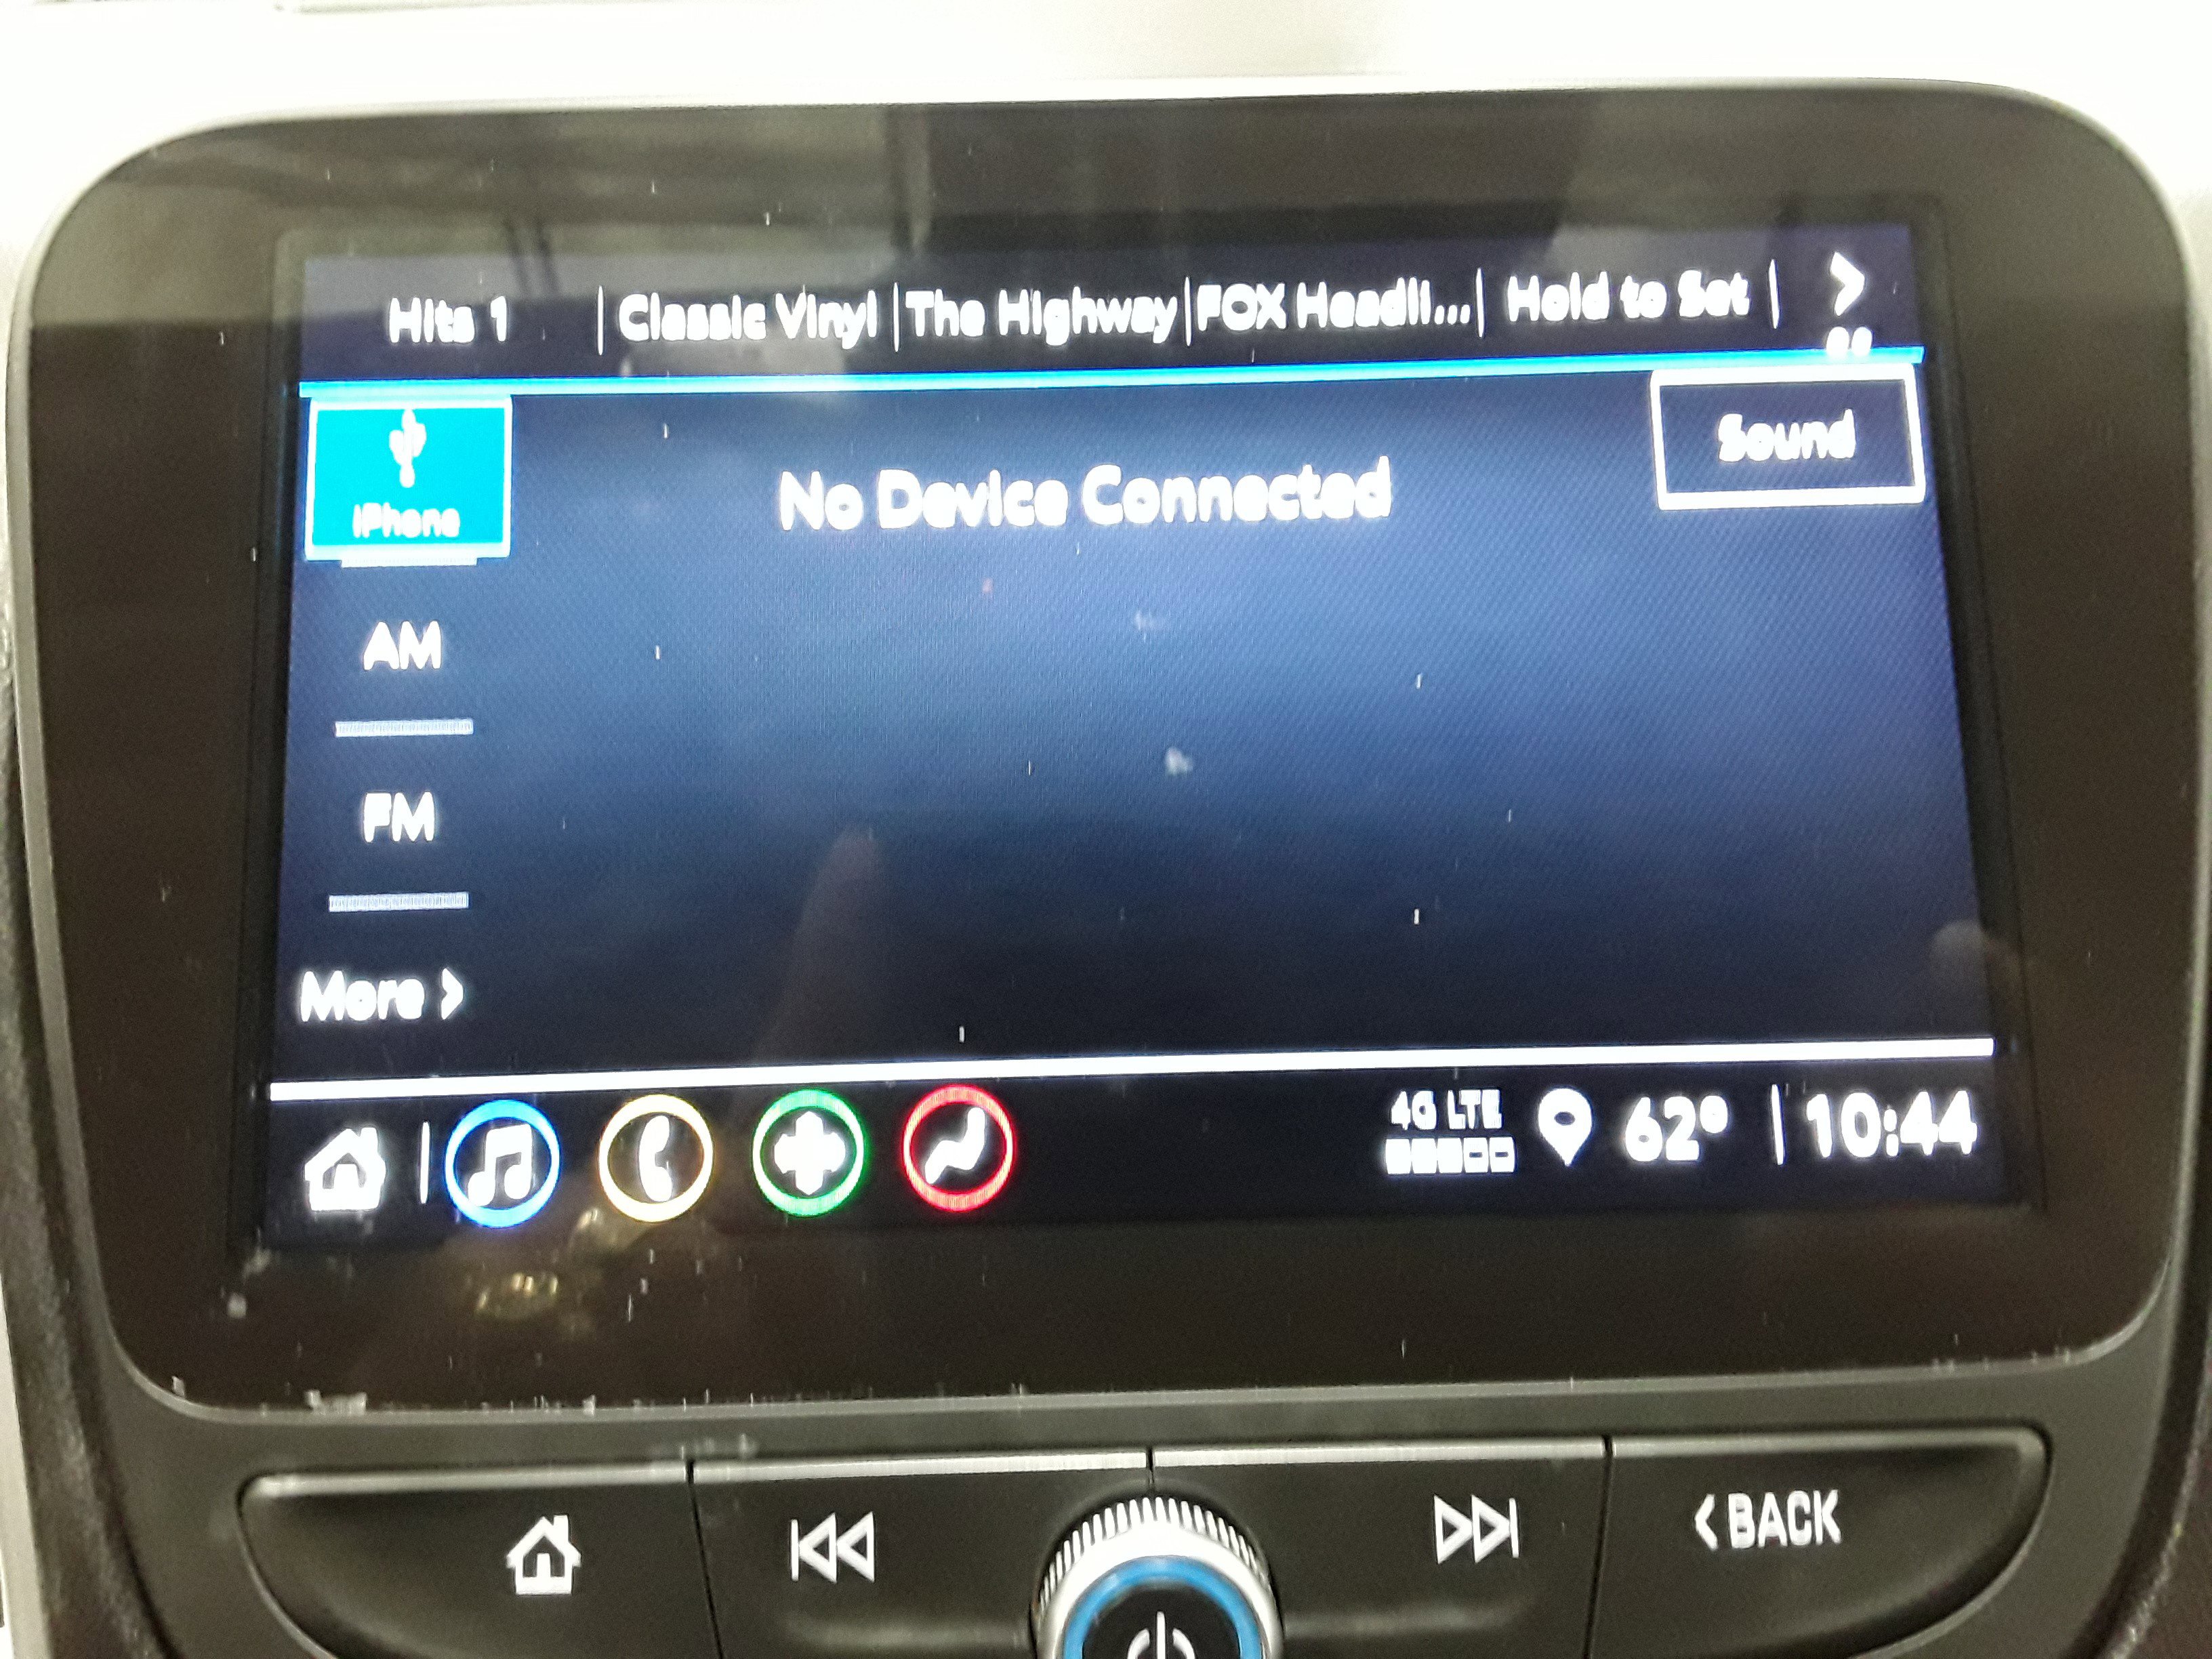 Hits 1 | Classic Vinyl | The Highway | FOX Headli... | Hold to Set | >
iPhone
No Device Connected
Sound
AM
FM
More >
4G LTE
62° | 10:44
< BACK